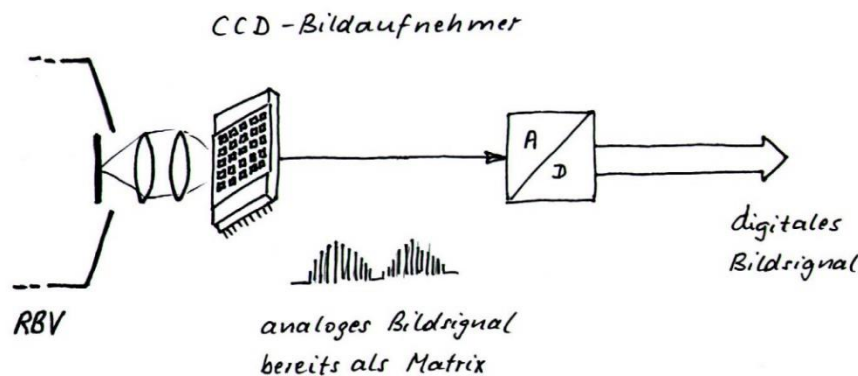 CCD-Bildaufnehmer
A
D
digitales
Bildsignal
RBV
analoges Bildsignal
bereits als Matrix